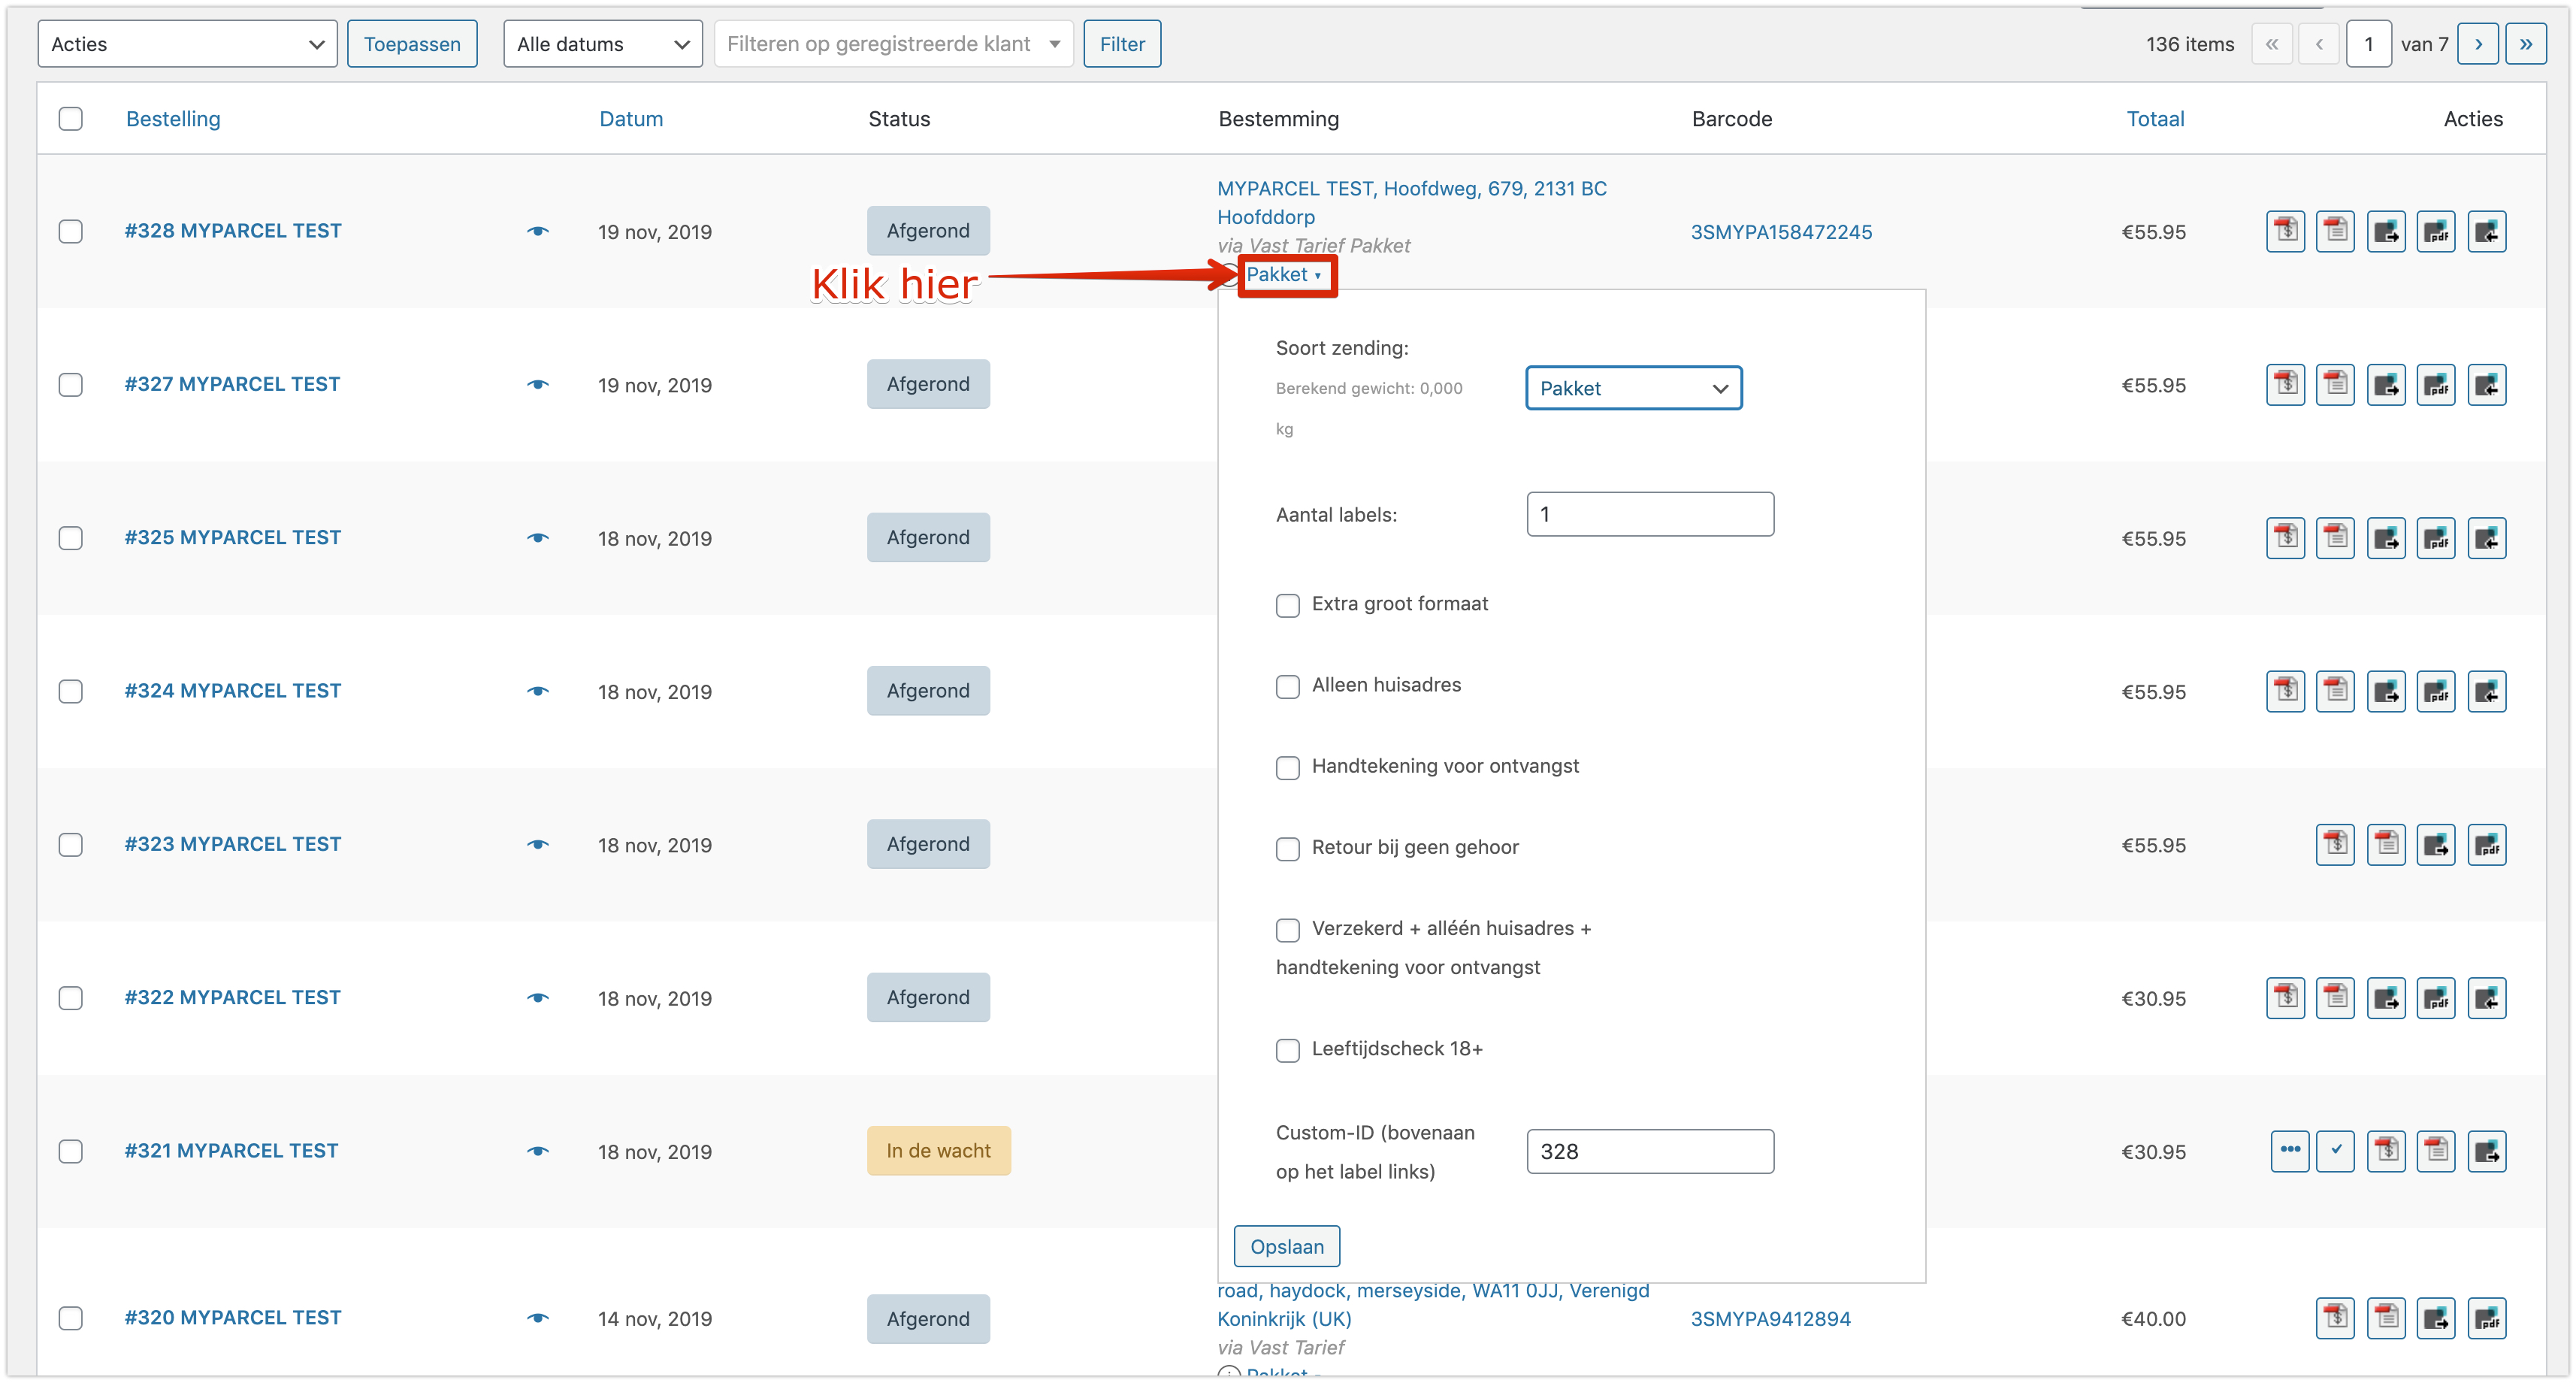 Acties Toepassen Alle datums Filteren op geregistreerde klant Filter 136 items « ‹ 1 van 7 › »
Bestelling Datum Status Bestemming Barcode Totaal Acties
MYPARCEL TEST, Hoofdweg, 679, 2131 BC
Hoofddorp
#328 MYPARCEL TEST 19 nov, 2019 Afgerond 3SMYPA158472245 €55.95
via Vast Tarief Pakket
Klik hier Pakket
Soort zending:
#327 MYPARCEL TEST 19 nov, 2019 Afgerond Berekend gewicht: 0,000 Pakket €55.95
kg
Aantal labels: 1
#325 MYPARCEL TEST 18 nov, 2019 Afgerond €55.95
Extra groot formaat
Alleen huisadres
#324 MYPARCEL TEST 18 nov, 2019 Afgerond €55.95
Handtekening voor ontvangst
#323 MYPARCEL TEST 18 nov, 2019 Afgerond Retour bij geen gehoor €55.95
Verzekerd + alléén huisadres +
handtekening voor ontvangst
#322 MYPARCEL TEST 18 nov, 2019 Afgerond €30.95
Leeftijdscheck 18+
Custom-ID (bovenaan
op het label links) 328
#321 MYPARCEL TEST 18 nov, 2019 In de wacht €30.95
Opslaan
road, haydock, merseyside, WA11 0JJ, Verenigd
Koninkrijk (UK)
#320 MYPARCEL TEST 14 nov, 2019 Afgerond 3SMYPA9412894 €40.00
via Vast Tarief
Pakket